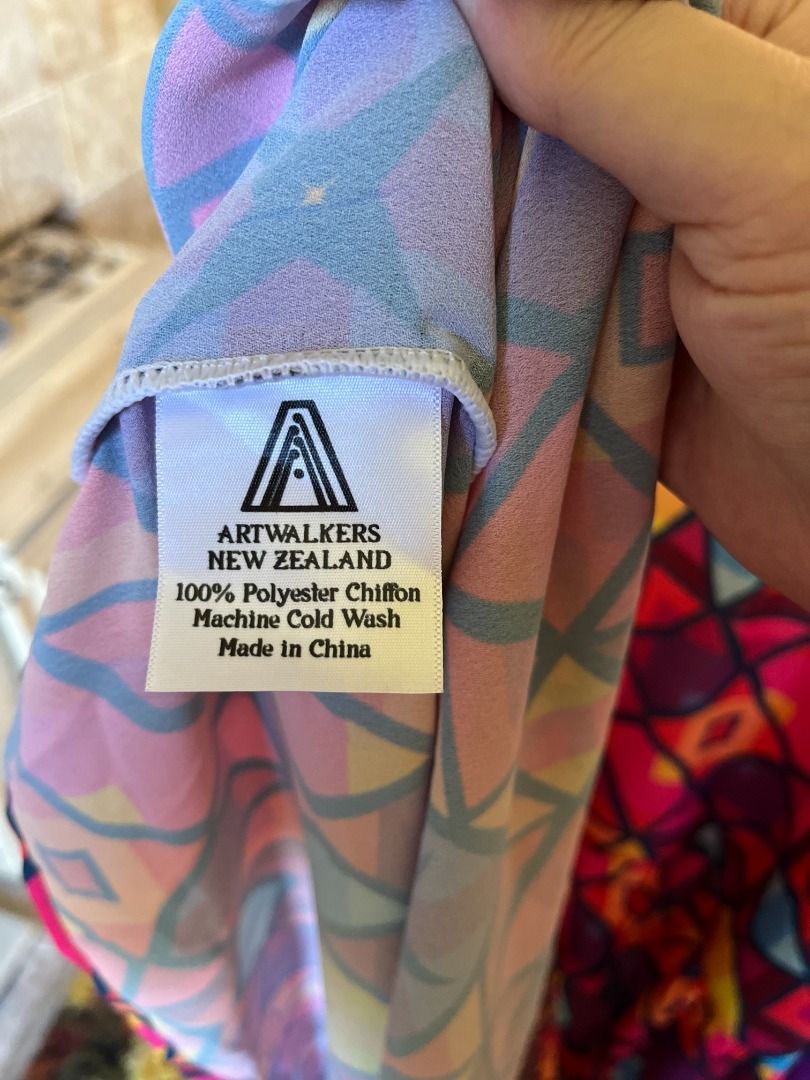 ARTWALKERS
NEW ZEALAND
100% Polyester Chiffon
Machine Cold Wash
Made in China